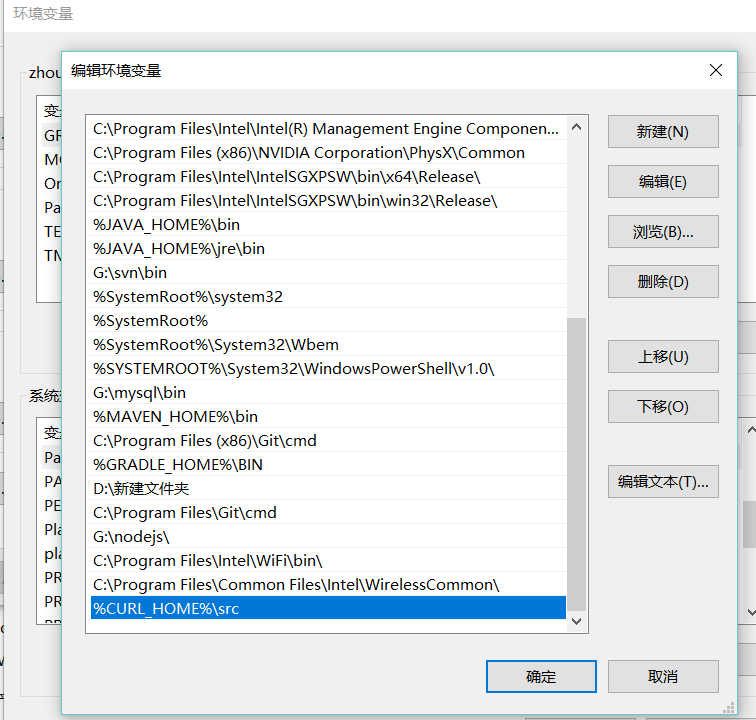 环境变量
编辑环境变量
zhou
变
GR
Pa
TE
C:\Program Files\Intel\Intel(R) Management Engine Componen...
C:\Program Files (x86)\NVIDIA Corporation\PhysX\Common
C:\Program Files\Intel\IntelSGXPSW\bin\x64\Release\
C:\Program Files\Intel\IntelSGXPSW\bin\win32\Release\
%JAVA_HOME%\bin
%JAVA_HOME%\jre\bin
G:\svn\bin
%SystemRoot%\system32
%SystemRoot%
%SystemRoot%\System32\Wbem
%SYSTEMROOT%\System32\WindowsPowerShell\v1.0\
G:\mysql\bin
%MAVEN_HOME%\bin
C:\Program Files (x86)\Git\cmd
%GRADLE_HOME%\BIN
D:\新建文件夹
C:\Program Files\Git\cmd
G:\nodejs\
C:\Program Files\Intel\WiFi\bin\
C:\Program Files\Common Files\Intel\WirelessCommon\
%CURL_HOME%\src
新建(N)
编辑(E)
浏览(B)...
删除(D)
上移(U)
下移(O)
编辑文本(T)...
系统
变
Pa
PA
PE
Pla
pla
PR
PR
确定
取消